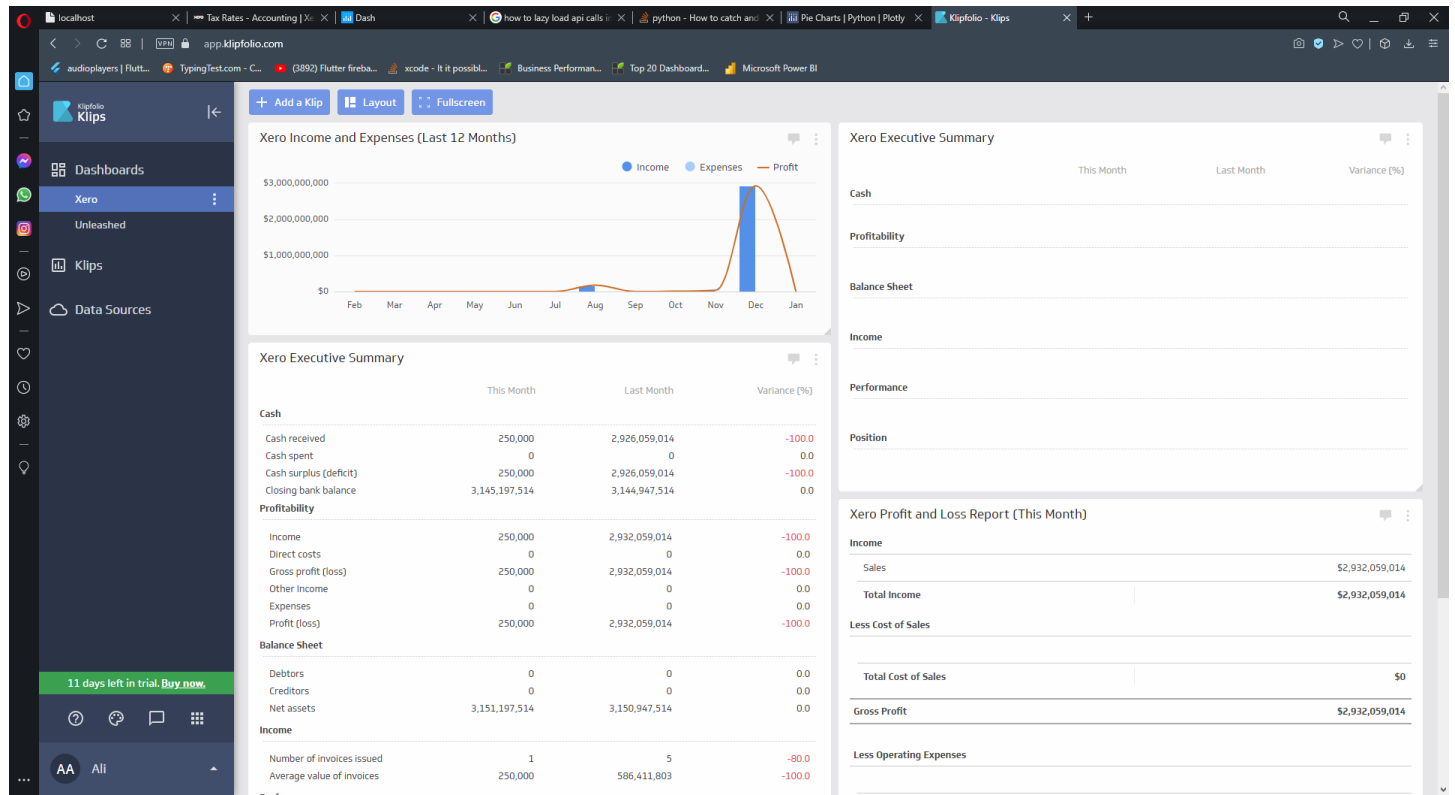 localhost
Tax Rates - Accounting | Xe
Dash
how to lazy load api calls in
python - How to catch and
Pie Charts | Python | Plotly
Klipfolio - Klips
VPN
app.klipfolio.com
audioplayers | Flutt...
TypingTest.com - C...
(3892) Flutter fireba...
xcode - It it possibl...
Business Performan...
Top 20 Dashboard...
Microsoft Power BI
Klipfolio
Klips
Dashboards
Xero
Unleashed
Klips
Data Sources
11 days left in trial. Buy now.
AA Ali
Add a Klip
Layout
Fullscreen
Xero Income and Expenses (Last 12 Months)
Income Expenses Profit
$3,000,000,000
$2,000,000,000
$1,000,000,000
$0
Feb Mar Apr May Jun Jul Aug Sep Oct Nov Dec Jan
Xero Executive Summary
This Month Last Month Variance (%)
Cash
Cash received 250,000 2,926,059,014 -100.0
Cash spent 0 0 0.0
Cash surplus (deficit) 250,000 2,926,059,014 -100.0
Closing bank balance 3,145,197,514 3,144,947,514 0.0
Profitability
Income 250,000 2,932,059,014 -100.0
Direct costs 0 0 0.0
Gross profit (loss) 250,000 2,932,059,014 -100.0
Other Income 0 0 0.0
Expenses 0 0 0.0
Profit (loss) 250,000 2,932,059,014 -100.0
Balance Sheet
Debtors 0 0 0.0
Creditors 0 0 0.0
Net assets 3,151,197,514 3,150,947,514 0.0
Income
Number of invoices issued 1 5 -80.0
Average value of invoices 250,000 586,411,803 -100.0
Xero Executive Summary
This Month Last Month Variance (%)
Cash
Profitability
Balance Sheet
Income
Performance
Position
Xero Profit and Loss Report (This Month)
Income
Sales $2,932,059,014
Total Income $2,932,059,014
Less Cost of Sales
Total Cost of Sales $0
Gross Profit $2,932,059,014
Less Operating Expenses